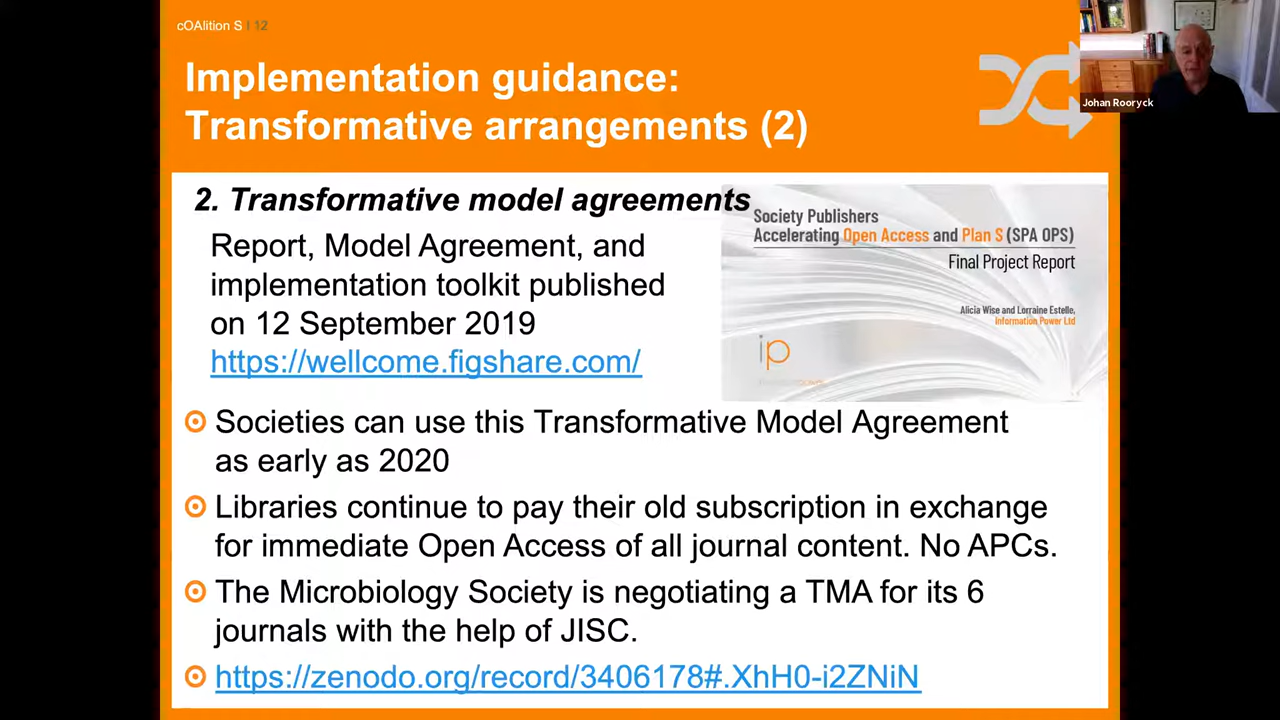 cOAlition S I 12
Johan Rooryck
Implementation guidance:
Transformative arrangements (2)
2. Transformative model agreements
Report, Model Agreement, and
implementation toolkit published
on 12 September 2019
https://wellcome.figshare.com/
Society Publishers
Accelerating Open Access and Plan S (SPA OPS)
Final Project Report
Alicia Wise and Lorraine Estelle,
Information Power Ltd
ip
Societies can use this Transformative Model Agreement
as early as 2020
Libraries continue to pay their old subscription in exchange
for immediate Open Access of all journal content. No APCs.
The Microbiology Society is negotiating a TMA for its 6
journals with the help of JISC.
https://zenodo.org/record/3406178#.XhH0-i2ZNiN